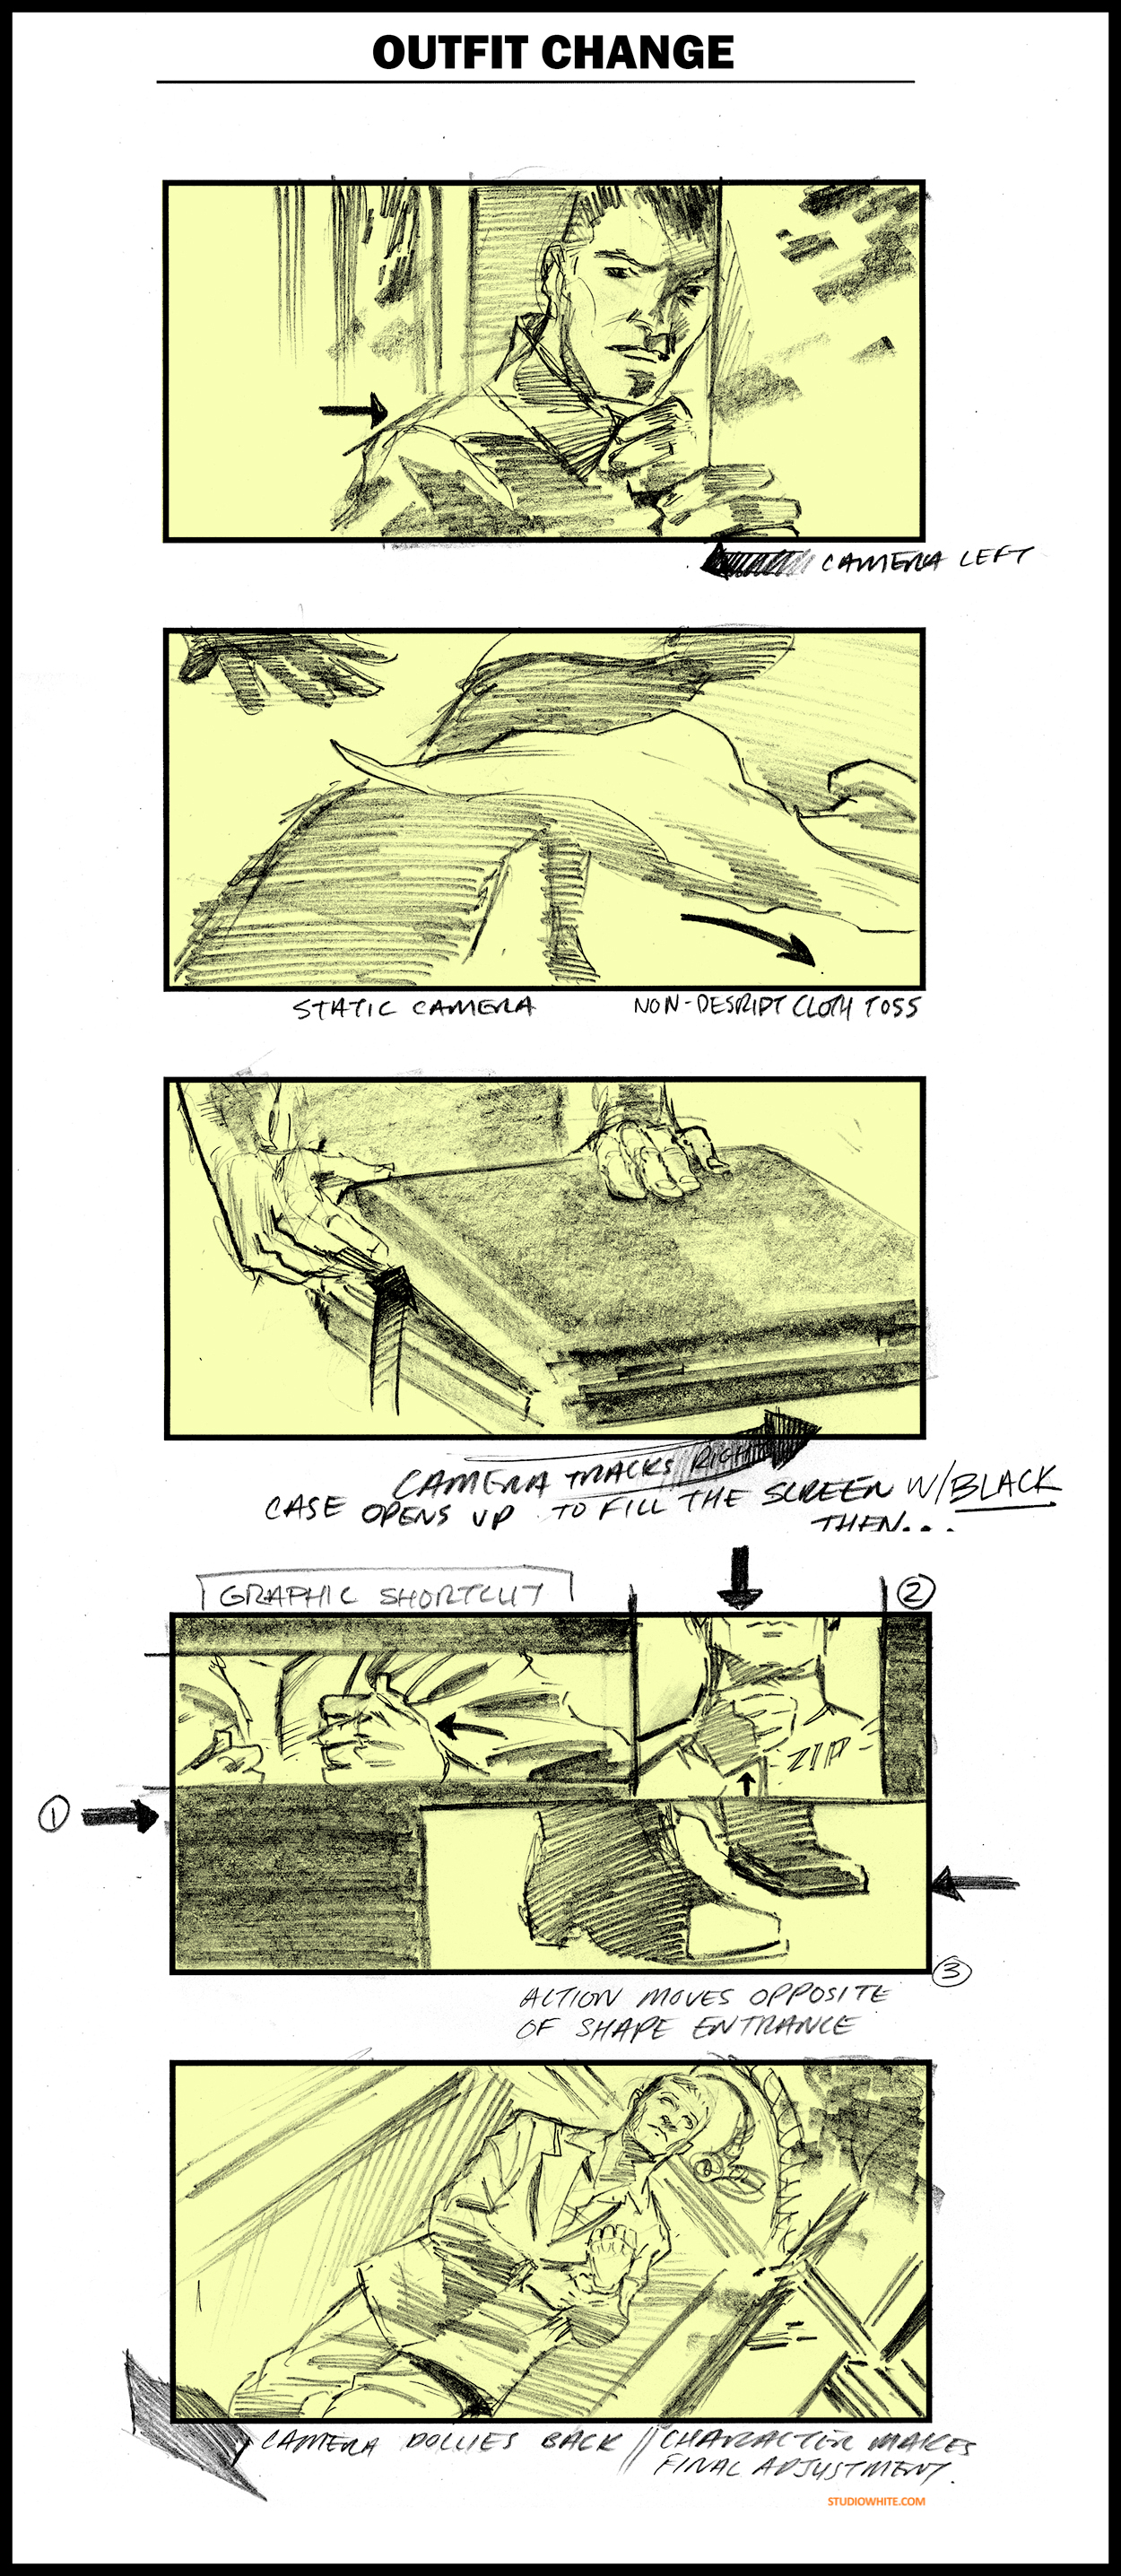 OUTFIT CHANGE
CAMERA LEFT
STATIC CAMERA
NON-DESRIPT CLOTH TOSS
CAMERA TRACKS RIGHT
CASE OPENS UP TO FILL THE SCREEN W/BLACK
THEN...
GRAPHIC SHORTCUT
2
ZIP
1
3
ACTION MOVES OPPOSITE
OF SHAPE ENTRANCE
CAMERA DOLLIES BACK // CHARACTER MAKES
FINAL ADJUSTMENT.
STUDIOWHITE.COM